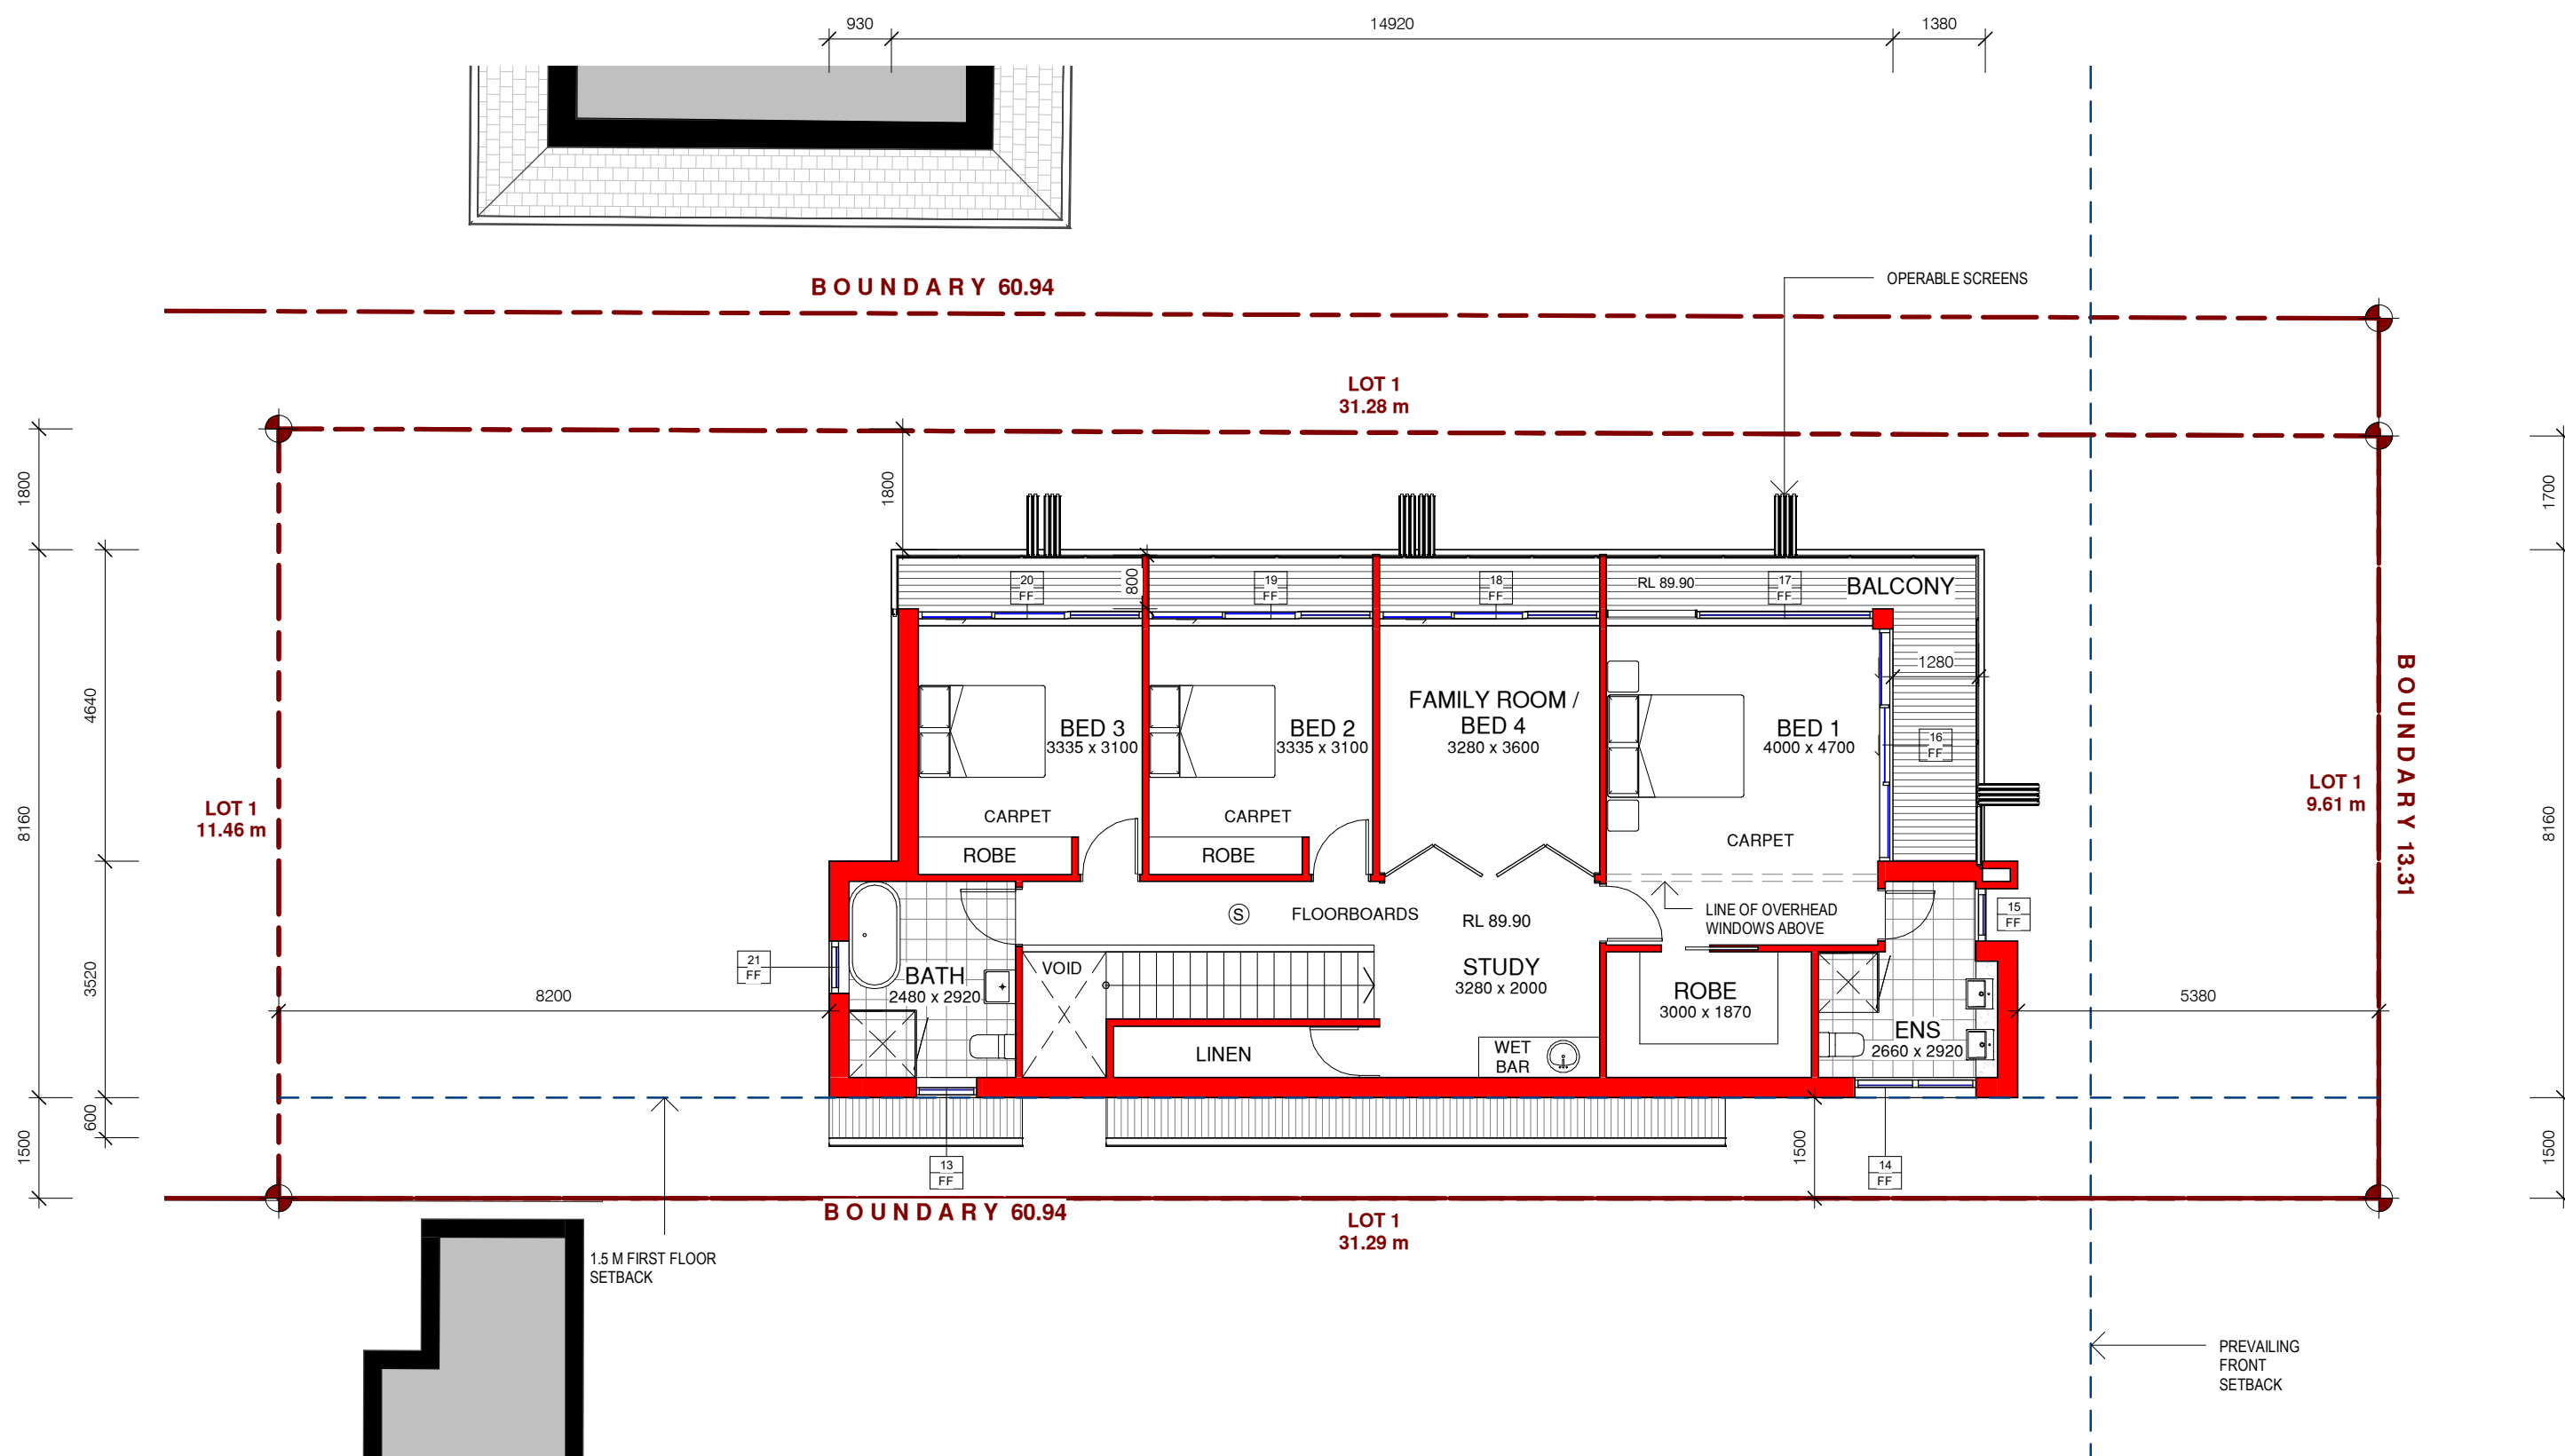 930
14920
1380
BOUNDARY 60.94
OPERABLE SCREENS
LOT 1
31.28 m
1800
1800
1700
20
FF
800
19
FF
18
FF
RL 89.90
17
FF
BALCONY
1280
BED 3
3335 x 3100
BED 2
3335 x 3100
FAMILY ROOM /
BED 4
3280 x 3600
BED 1
4000 x 4700
16
FF
BOUNDARY 13.31
4640
8160
LOT 1
11.46 m
LOT 1
9.61 m
8160
CARPET
CARPET
CARPET
ROBE
ROBE
S
FLOORBOARDS
RL 89.90
LINE OF OVERHEAD
WINDOWS ABOVE
15
FF
21
FF
3520
8200
BATH
2480 x 2920
VOID
STUDY
3280 x 2000
ROBE
3000 x 1870
ENS
2660 x 2920
5380
LINEN
WET
BAR
600
1500
1500
1500
13
FF
14
FF
BOUNDARY 60.94
LOT 1
31.29 m
1.5 M FIRST FLOOR
SETBACK
PREVAILING
FRONT
SETBACK